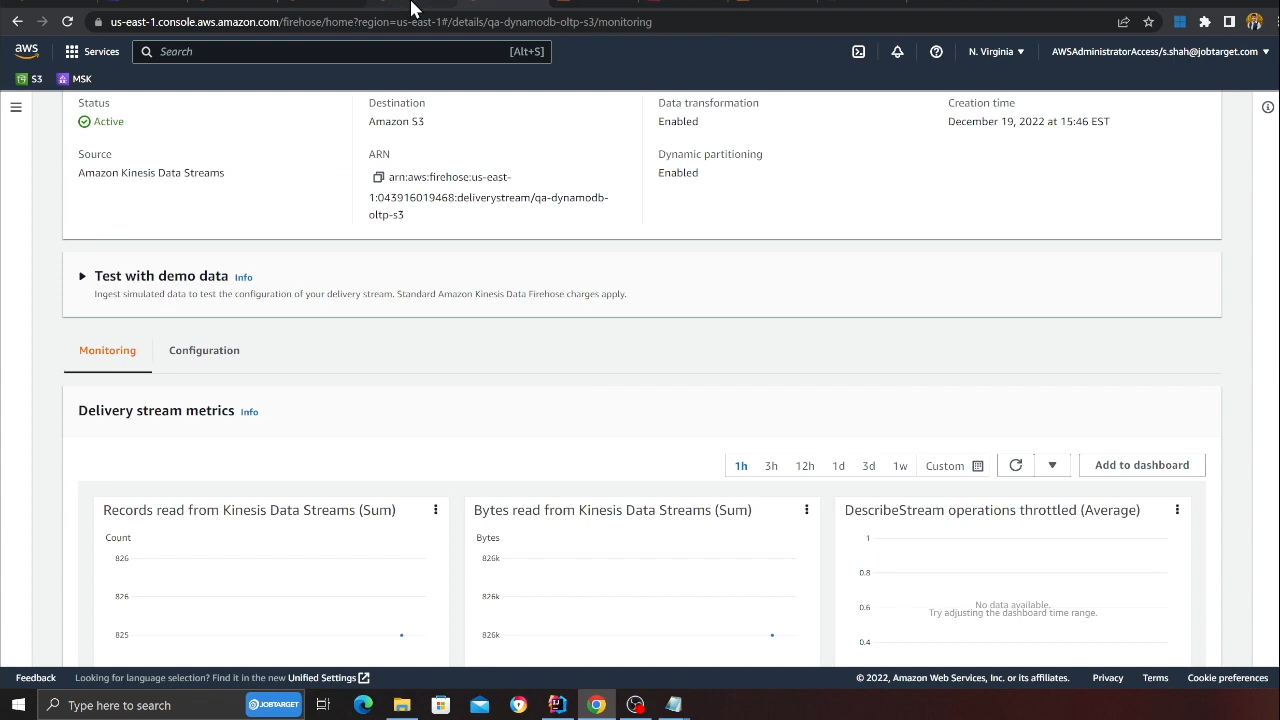 us-east-1.console.aws.amazon.com/firehose/home?region=us-east-1#/details/qa-dynamodb-oltp-s3/monitoring
aws Services Search [Alt+S] N. Virginia AWSAdministratorAccess/s.shah@jobtarget.com
S3 MSK
Status
Active
Source
Amazon Kinesis Data Streams
Destination
Amazon S3
ARN
arn:aws:firehose:us-east-
1:043916019468:deliverystream/qa-dynamodb-
oltp-s3
Data transformation
Enabled
Dynamic partitioning
Enabled
Creation time
December 19, 2022 at 15:46 EST
Test with demo data Info
Ingest simulated data to test the configuration of your delivery stream. Standard Amazon Kinesis Data Firehose charges apply.
Monitoring Configuration
Delivery stream metrics Info
1h 3h 12h 1d 3d 1w Custom Add to dashboard
Records read from Kinesis Data Streams (Sum)
Count
826
826
825
Bytes read from Kinesis Data Streams (Sum)
Bytes
826k
826k
826k
DescribeStream operations throttled (Average)
1
0.8
0.6
0.4
No data available.
Try adjusting the dashboard time range.
Feedback Looking for language selection? Find it in the new Unified Settings © 2022, Amazon Web Services, Inc. or its affiliates. Privacy Terms Cookie preferences
Type here to search JOBTARGET